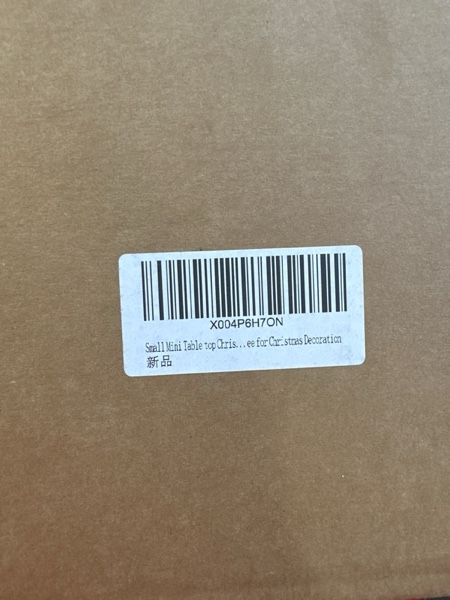 X004P6H7ON
Small Mini Table top Chris...ee for Christmas Decoration
新品